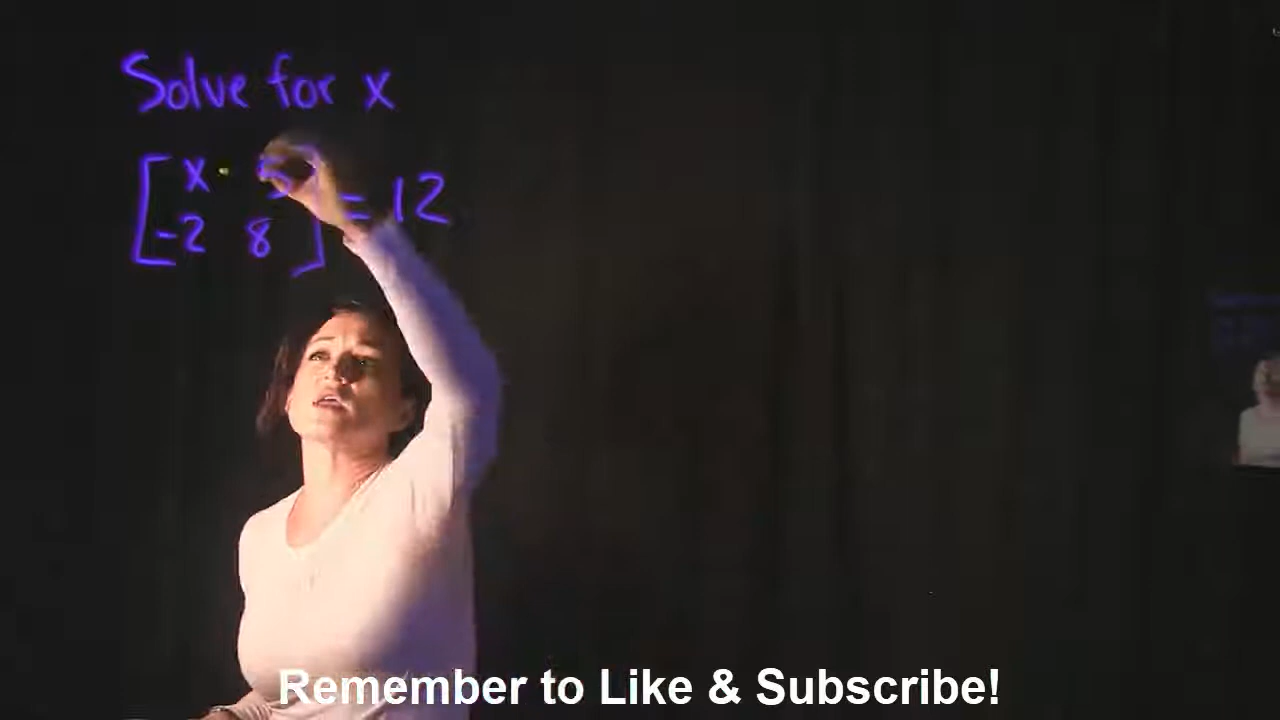 Solve for x
[x
-2 8] = 12
Remember to Like & Subscribe!